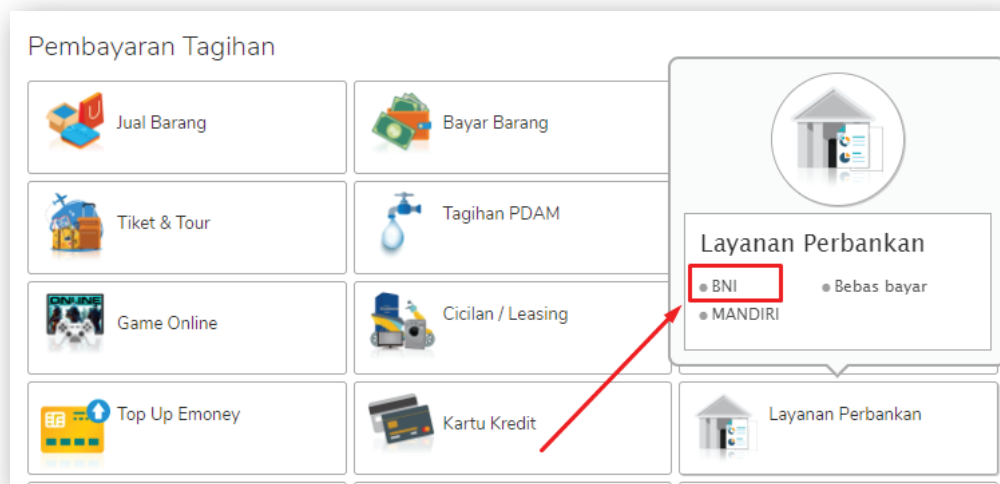 Pembayaran Tagihan
Jual Barang
Bayar Barang
Tiket & Tour
Tagihan PDAM
Layanan Perbankan
BNI
Bebas bayar
MANDIRI
ONLINE
Game Online
Cicilan / Leasing
Top Up Emoney
Kartu Kredit
Layanan Perbankan